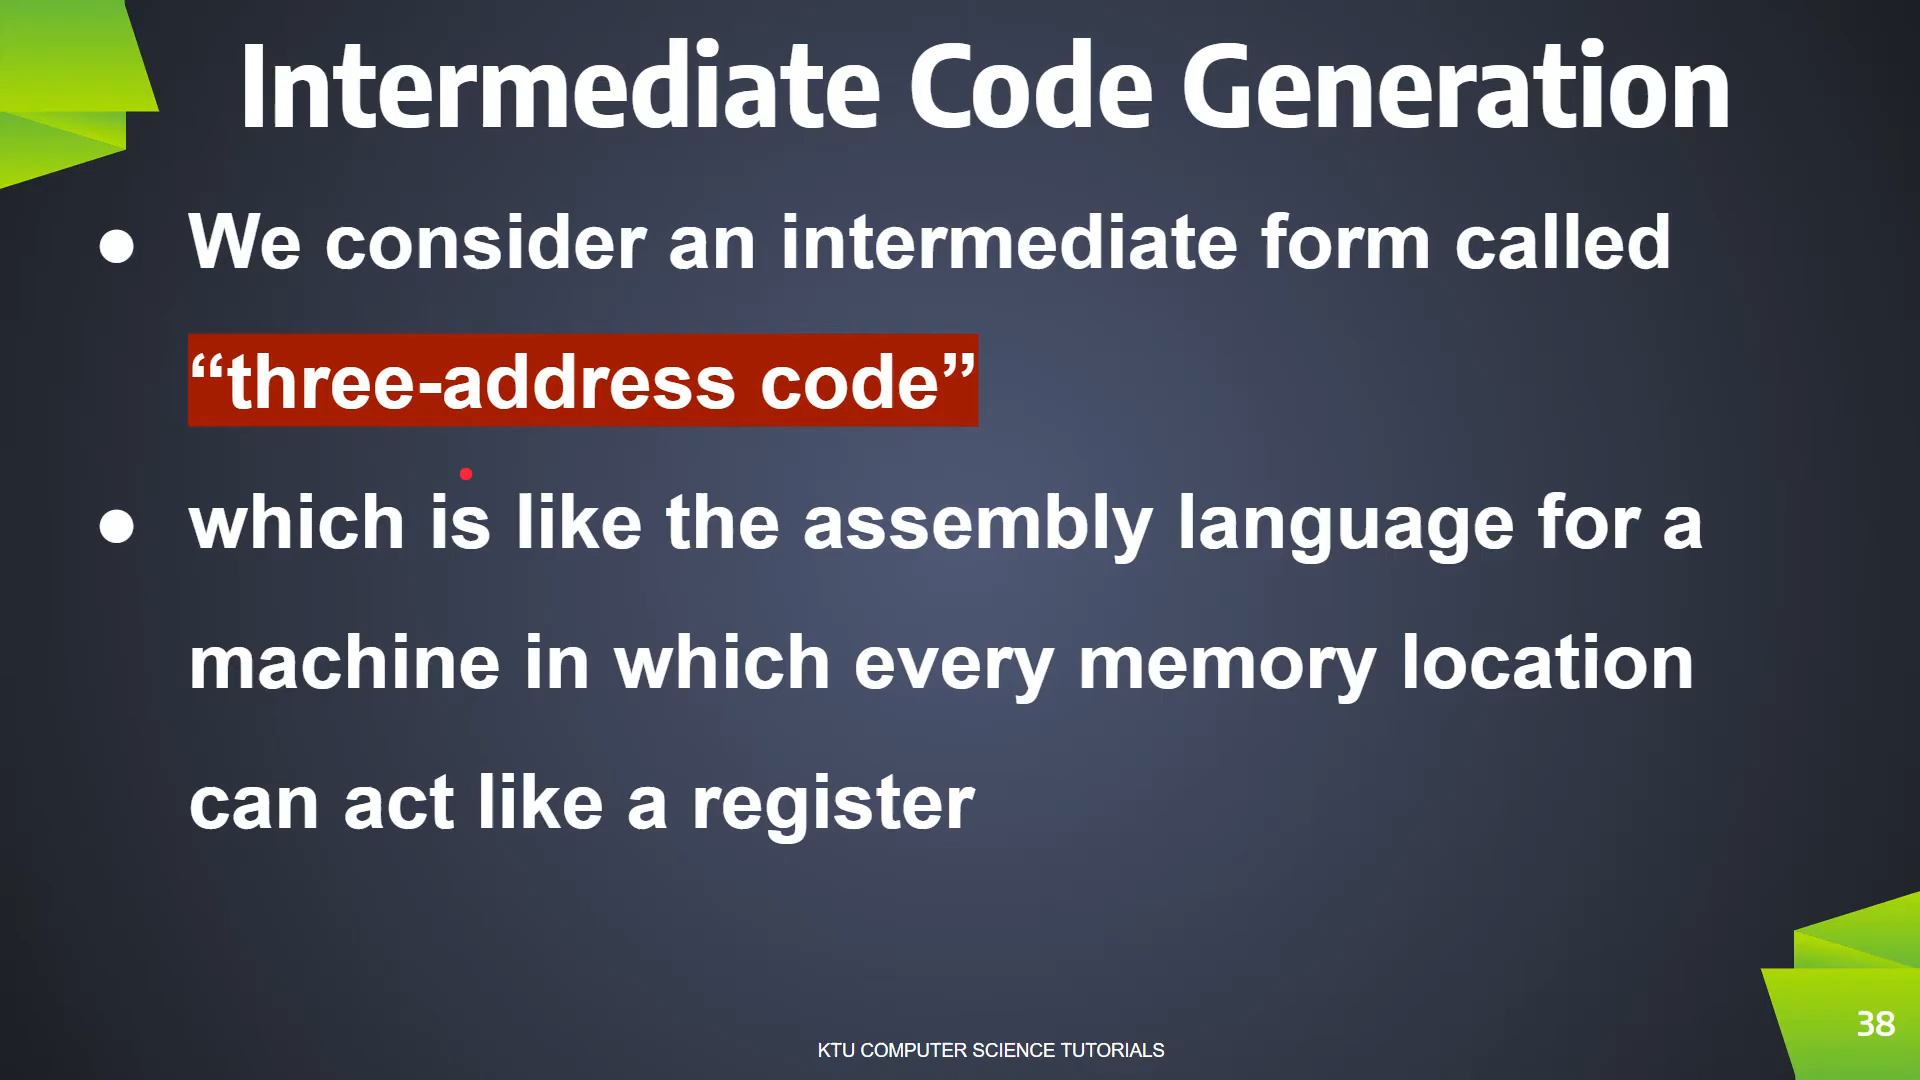 Intermediate Code Generation
● We consider an intermediate form called
“three-address code”
● which is like the assembly language for a
machine in which every memory location
can act like a register
38
KTU COMPUTER SCIENCE TUTORIALS